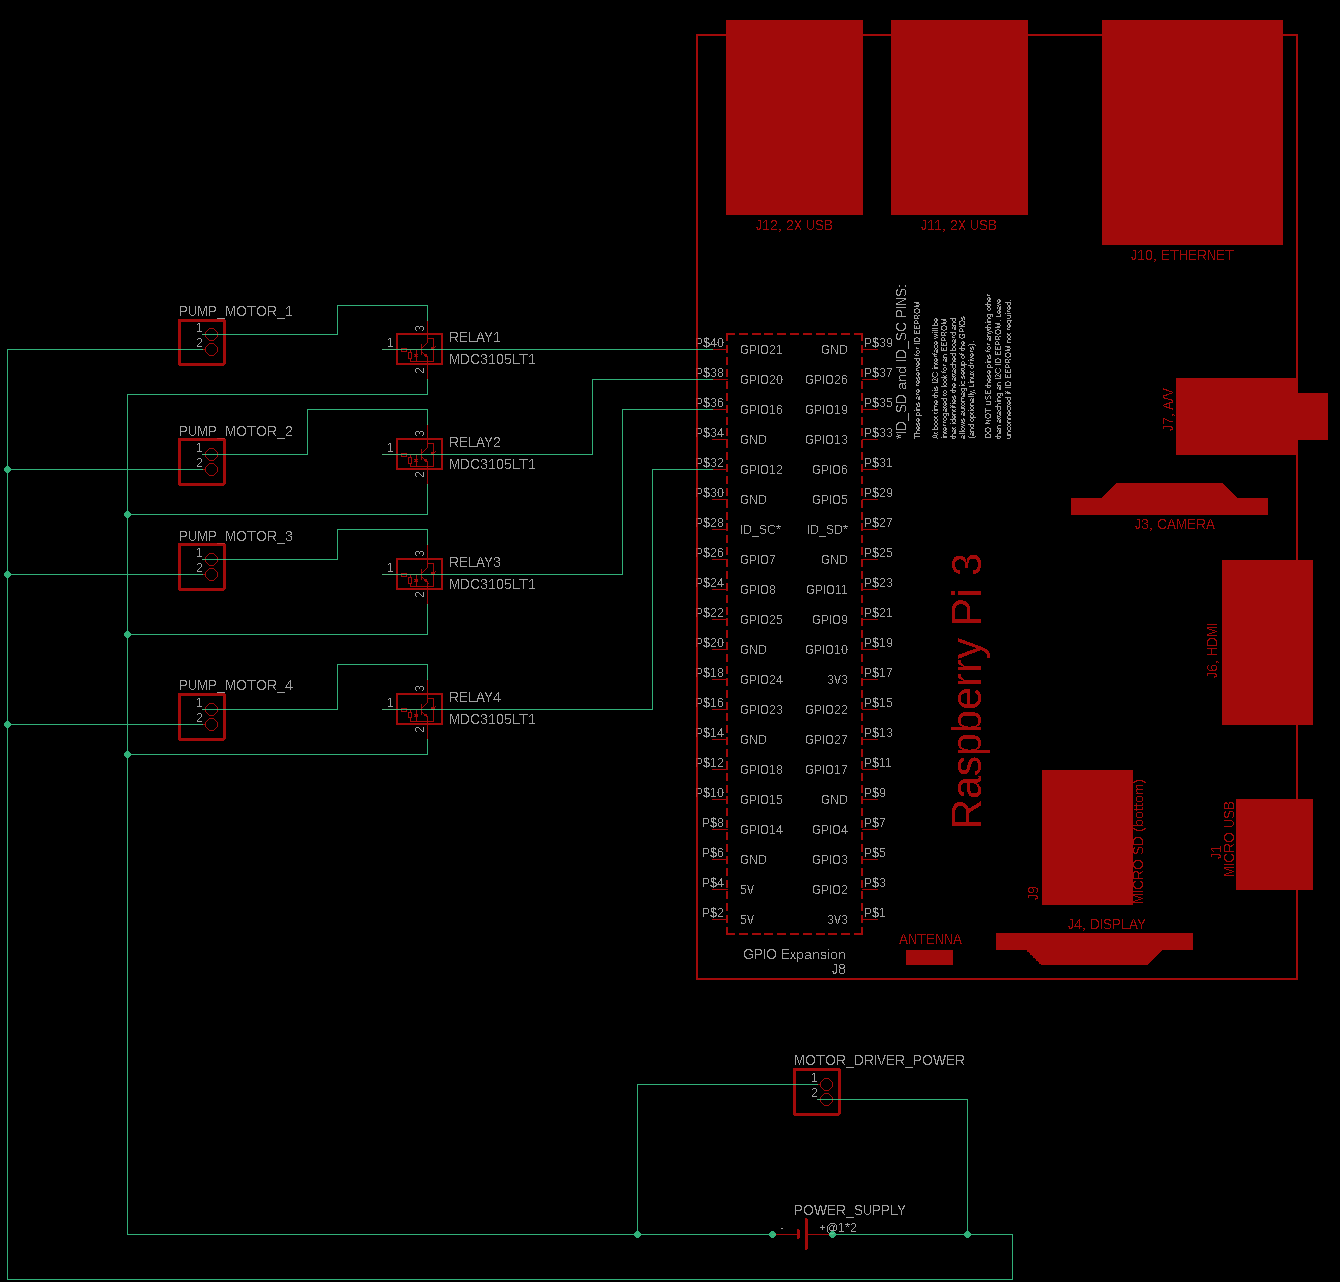 J12, 2X USB
J11, 2X USB
J10, ETHERNET
PUMP_MOTOR_1
1
2
3
1
2
RELAY1
MDC3105LT1
PUMP_MOTOR_2
1
2
3
1
2
RELAY2
MDC3105LT1
PUMP_MOTOR_3
1
2
3
1
2
RELAY3
MDC3105LT1
PUMP_MOTOR_4
1
2
3
1
2
RELAY4
MDC3105LT1
*ID_SD and ID_SC PINS:
These pins are reserved for ID EEPROM
At boot time this I2C interface will be
interrogated to look for an EEPROM
that identifies the attached board and
allows automagic setup of the GPIOs
(and optionally, Linux drivers).
DO NOT USE these pins for anything other
than attaching an I2C ID EEPROM. Leave
unconnected if ID EEPROM not required.
P$40 GPIO21 GND P$39
P$38 GPIO20 GPIO26 P$37
P$36 GPIO16 GPIO19 P$35
P$34 GND GPIO13 P$33
P$32 GPIO12 GPIO6 P$31
P$30 GND GPIO5 P$29
P$28 ID_SC* ID_SD* P$27
P$26 GPIO7 GND P$25
P$24 GPIO8 GPIO11 P$23
P$22 GPIO25 GPIO9 P$21
P$20 GND GPIO10 P$19
P$18 GPIO24 3V3 P$17
P$16 GPIO23 GPIO22 P$15
P$14 GND GPIO27 P$13
P$12 GPIO18 GPIO17 P$11
P$10 GPIO15 GND P$9
P$8 GPIO14 GPIO4 P$7
P$6 GND GPIO3 P$5
P$4 5V GPIO2 P$3
P$2 5V 3V3 P$1
GPIO Expansion
J8
Raspberry Pi 3
J7, A/V
J3, CAMERA
J6, HDMI
J9
MICRO SD (bottom)
J1
MICRO USB
J4, DISPLAY
ANTENNA
MOTOR_DRIVER_POWER
1
2
POWER_SUPPLY
- +@1*2